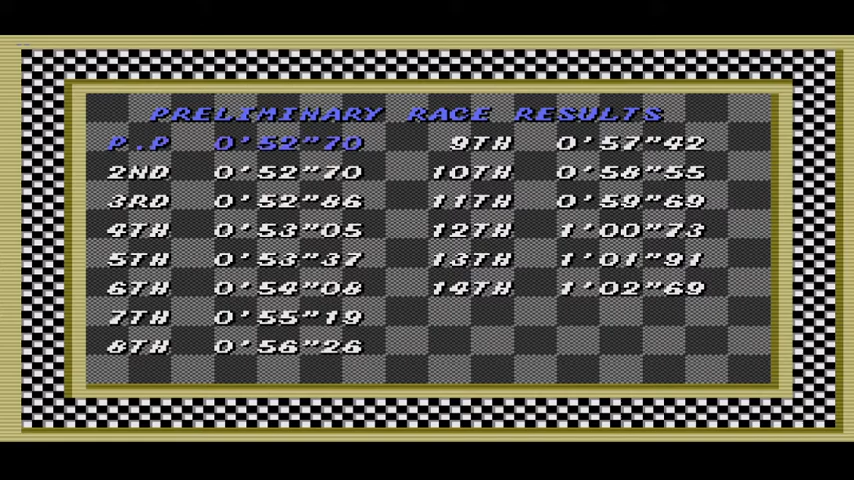 PRELIMINARY RACE RESULTS
P.P 0'52"70 9TH 0'57"42
2ND 0'52"70 10TH 0'58"55
3RD 0'52"86 11TH 0'59"69
4TH 0'53"05 12TH 1'00"73
5TH 0'53"37 13TH 1'01"91
6TH 0'54"08 14TH 1'02"69
7TH 0'55"19
8TH 0'56"26